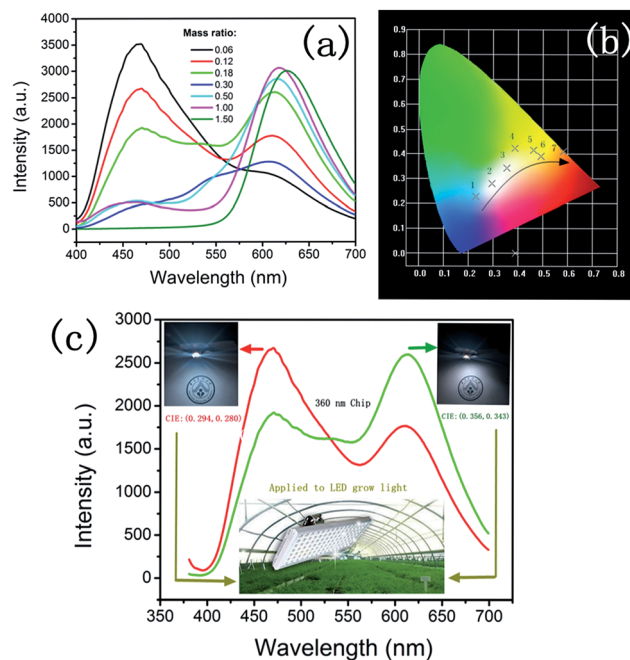 (a)
Mass ratio:
0.06
0.12
0.18
0.30
0.50
1.00
1.50
4000
3500
3000
2500
2000
1500
1000
500
0
Intensity (a.u.)
400 450 500 550 600 650 700
Wavelength (nm)
(b)
0.9
0.8
0.7
0.6
0.5
0.4
0.3
0.2
0.1
0.0
1
2
3
4
5
6
7
0.0 0.1 0.2 0.3 0.4 0.5 0.6 0.7 0.8
(c)
3000
2500
2000
1500
1000
500
0
Intensity (a.u.)
360 nm Chip
CIE: (0.294, 0.280)
CIE: (0.356, 0.343)
Applied to LED grow light
350 400 450 500 550 600 650 700
Wavelength (nm)